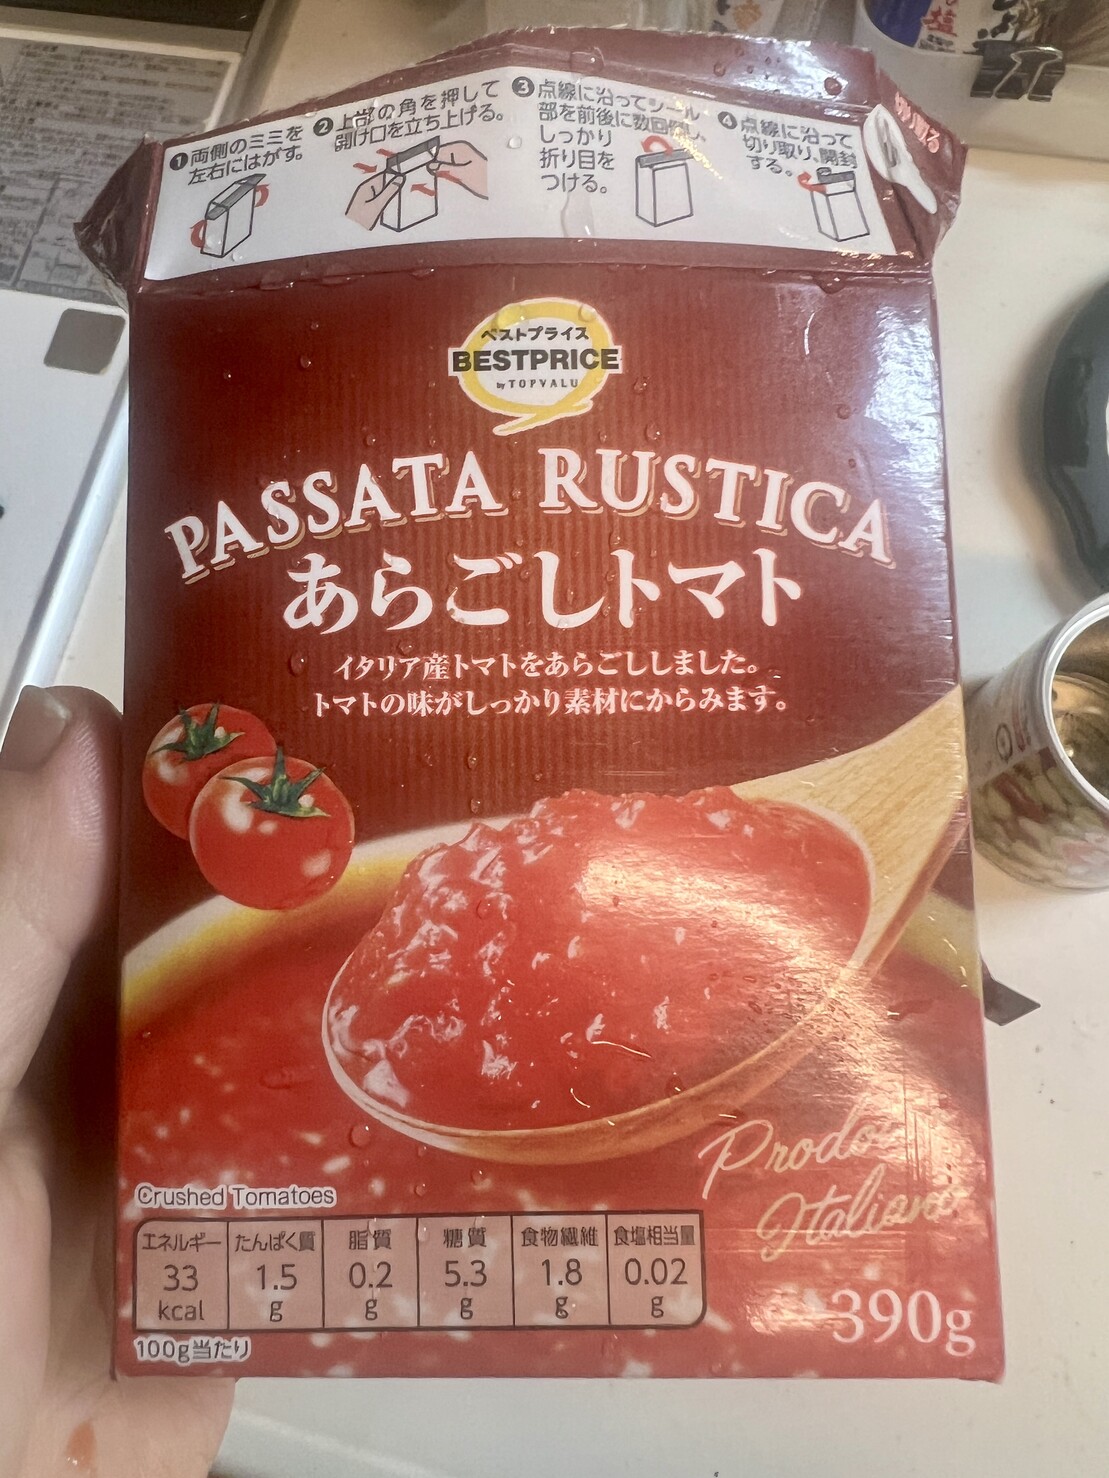 ❶両側のミミを
左右にはがす。
❷上部の角を押して
開け口を立ち上げる。
❸点線に沿ってシール
部を前後に数回倒し、
しっかり
折り目を
つける。
❹点線に沿って
切り取り、開封
する。
切り取る
ベストプライス
BESTPRICE
by TOPVALU
PASSATA RUSTICA
あらごしトマト
イタリア産トマトをあらごししました。
トマトの味がしっかり素材にからみます。
Italiano
Crushed Tomatoes
エネルギー たんぱく質 脂質 糖質 食物繊維 食塩相当量
33 1.5 0.2 5.3 1.8 0.02
kcal g g g g g
100g当たり
390g